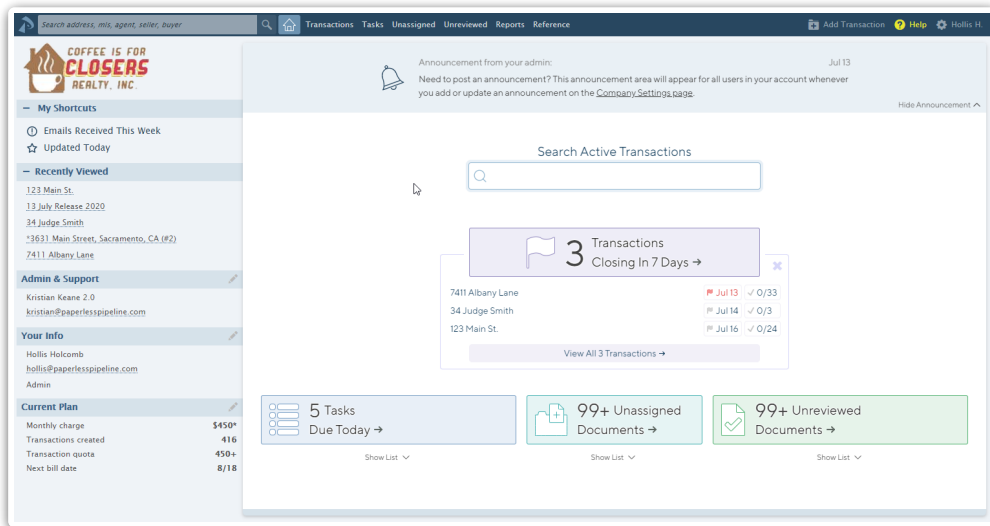 Search address, mls, agent, seller, buyer
Transactions Tasks Unassigned Unreviewed Reports Reference
Add Transaction
? Help
Hollis H.
COFFEE IS FOR
CLOSERS
REALTY, INC.
– My Shortcuts
Emails Received This Week
Updated Today
– Recently Viewed
123 Main St.
13 July Release 2020
34 Judge Smith
*3631 Main Street, Sacramento, CA (#2)
7411 Albany Lane
Admin & Support
Kristian Keane 2.0
kristian@paperlesspipeline.com
Your Info
Hollis Holcomb
hollis@paperlesspipeline.com
Admin
Current Plan
Monthly charge $450*
Transactions created 416
Transaction quota 450+
Next bill date 8/18
Announcement from your admin: Jul 13
Need to post an announcement? This announcement area will appear for all users in your account whenever
you add or update an announcement on the Company Settings page.
Hide Announcement
Search Active Transactions
3 Transactions
Closing In 7 Days →
7411 Albany Lane Jul 13 ✓ 0/33
34 Judge Smith Jul 14 ✓ 0/3
123 Main St. Jul 16 ✓ 0/24
View All 3 Transactions →
5 Tasks
Due Today →
Show List
99+ Unassigned
Documents →
Show List
99+ Unreviewed
Documents →
Show List